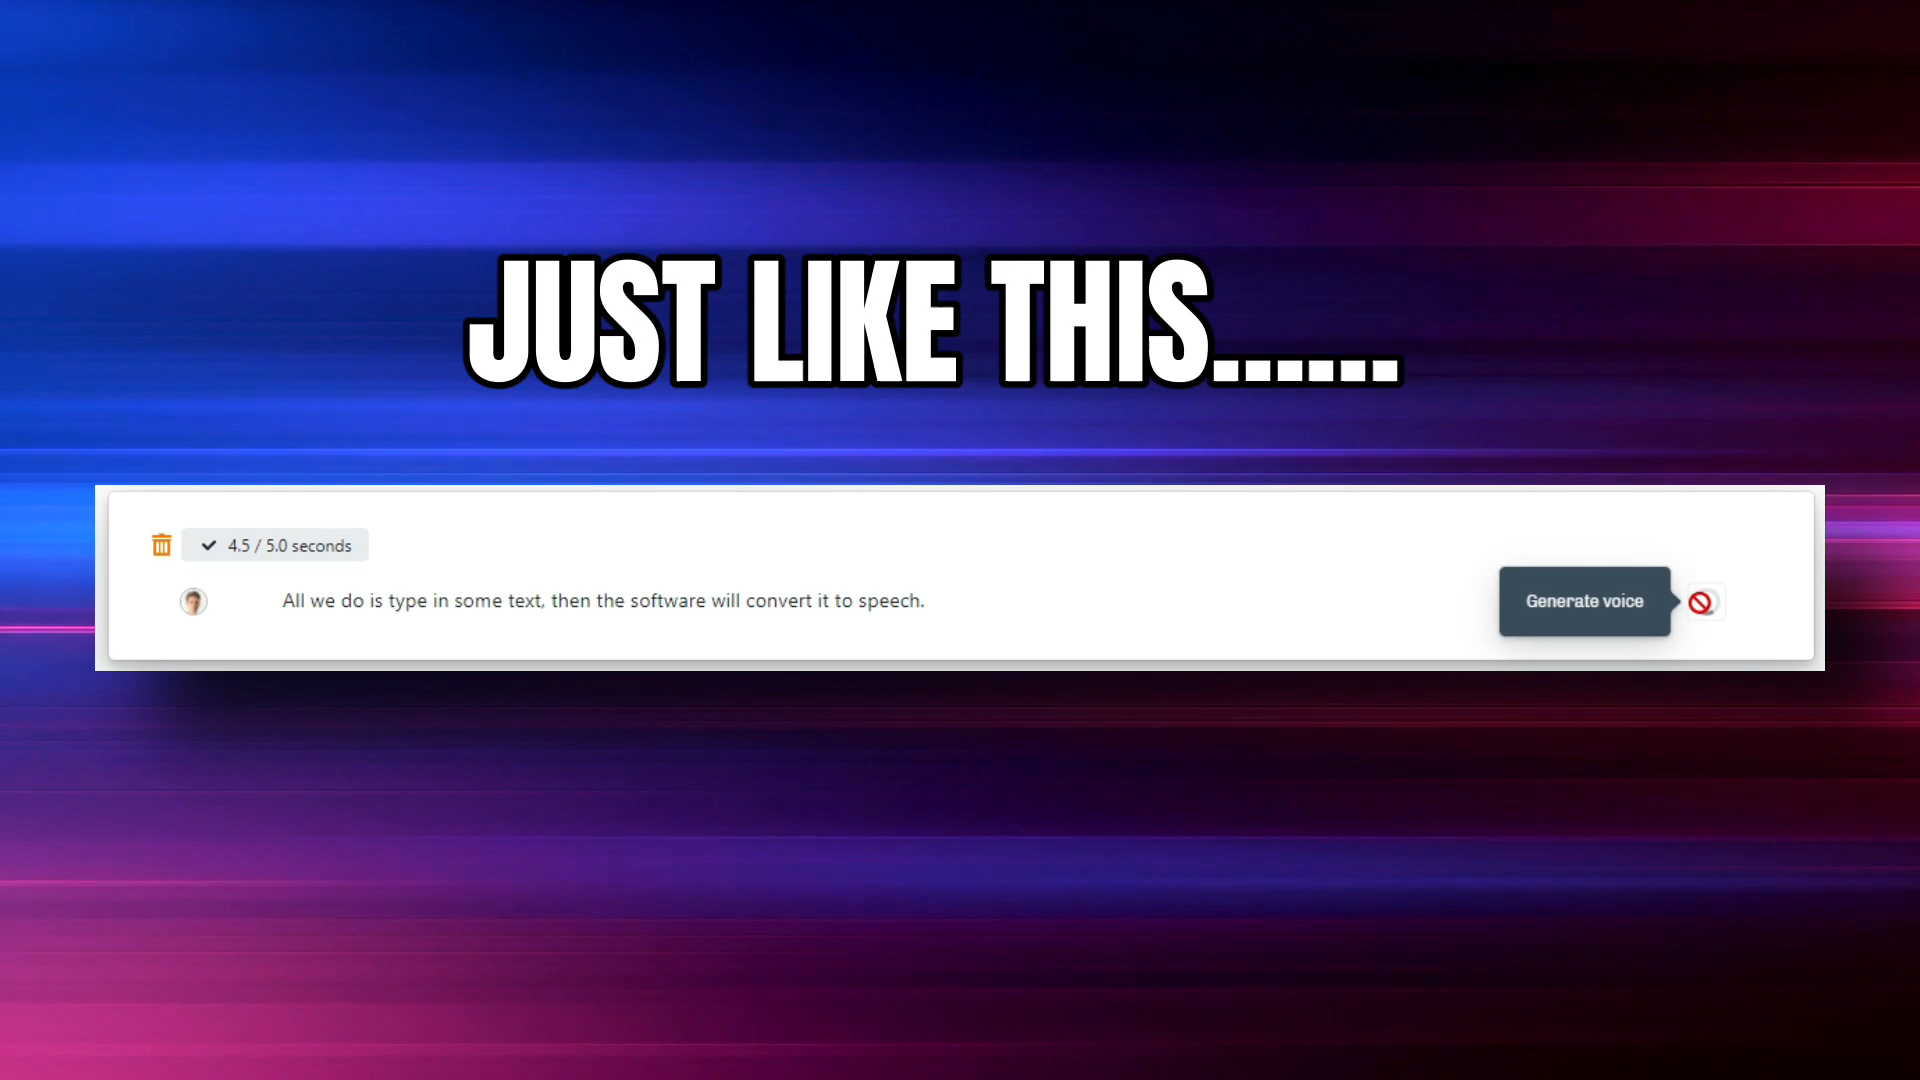 JUST LIKE THIS......
4.5 / 5.0 seconds
All we do is type in some text, then the software will convert it to speech.
Generate voice